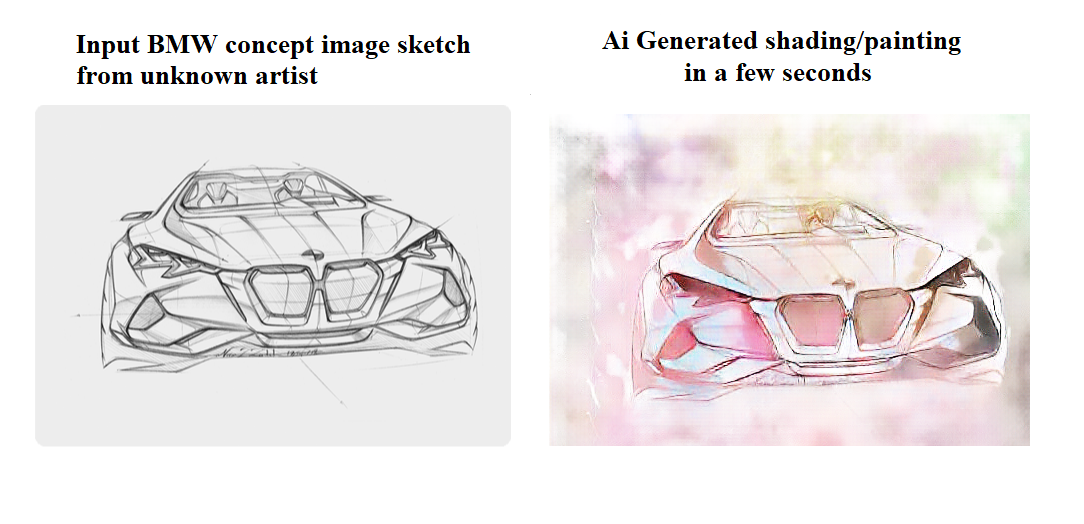 Input BMW concept image sketch
from unknown artist
Ai Generated shading/painting
in a few seconds